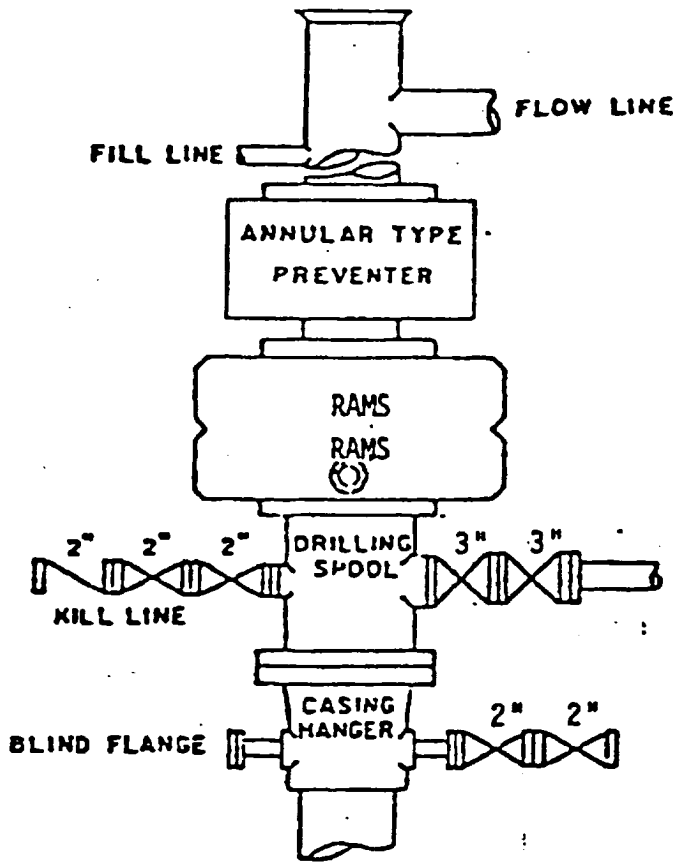 FLOW LINE
FILL LINE
ANNULAR TYPE
PREVENTER
RAMS
RAMS
2" 2" 2"
DRILLING
SPOOL
3" 3"
KILL LINE
CASING
HANGER
2" 2"
BLIND FLANGE